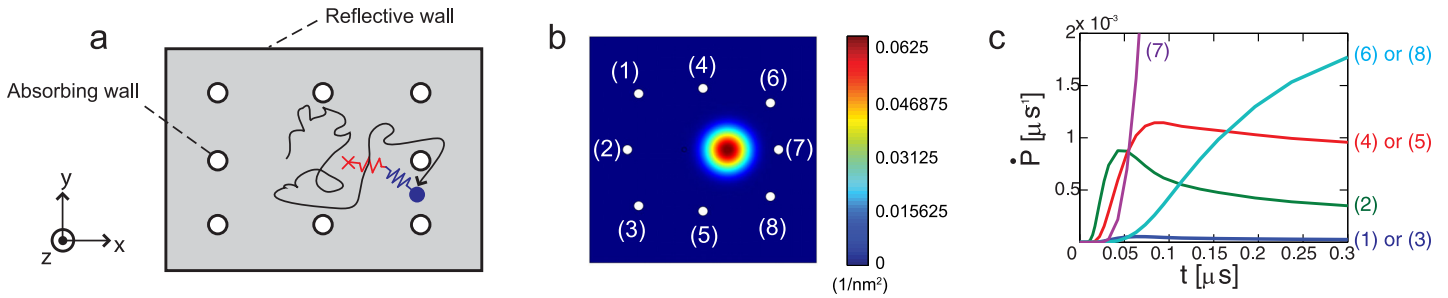 a
Reflective wall
Absorbing wall
y
z
x
b
(1)
(4)
(6)
(2)
(7)
(3)
(5)
(8)
0.0625
0.046875
0.03125
0.015625
0
(1/nm²)
c
x 10⁻³
2
1.5
1
0.5
Ṗ [μs⁻¹]
0
0.05
0.1
0.15
0.2
0.25
0.3
t [μs]
(7)
(6) or (8)
(4) or (5)
(2)
(1) or (3)